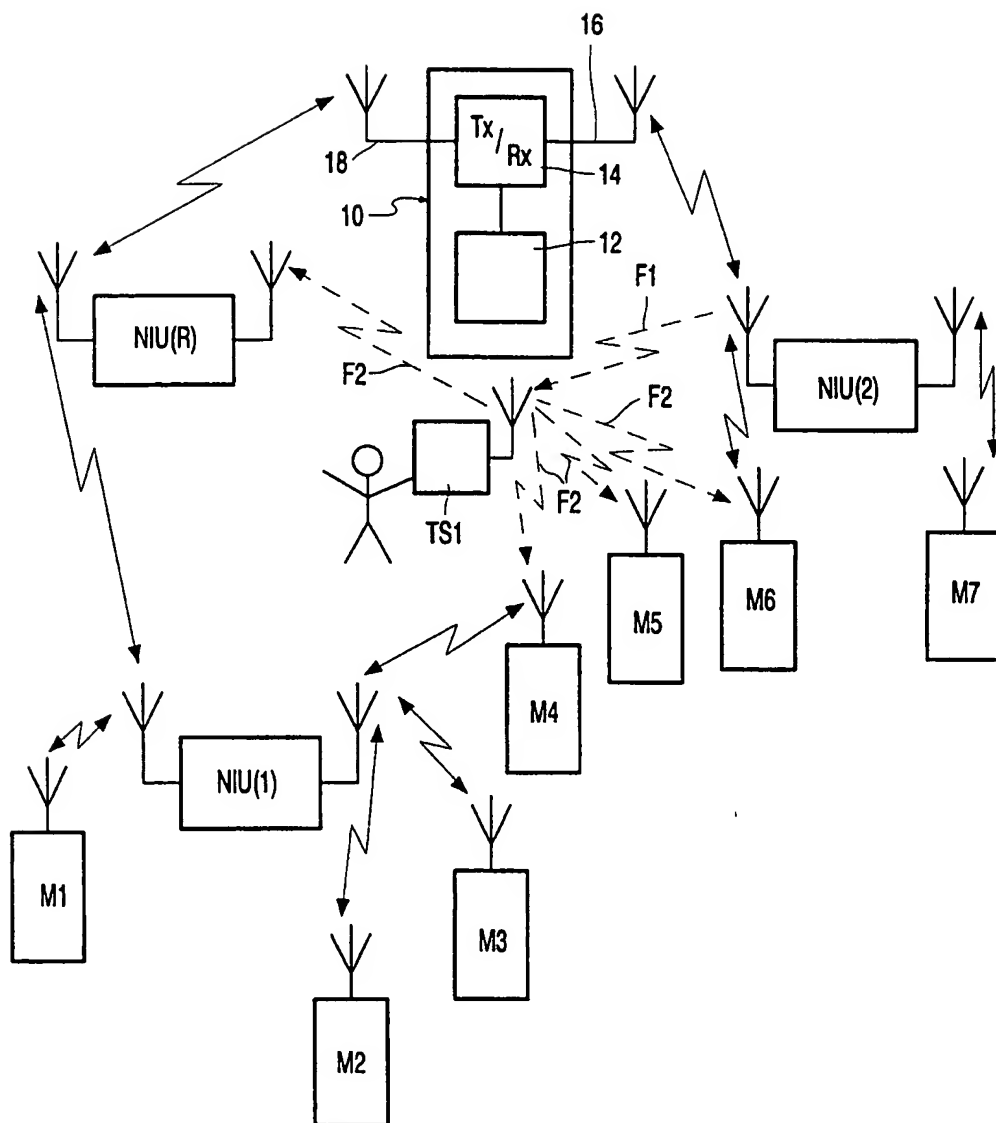 16
Tx/Rx
18
14
10
12
F1
NIU(R)
F2
NIU(2)
F2
F2
TS1
M5
M6
M7
M4
NIU(1)
M1
M3
M2